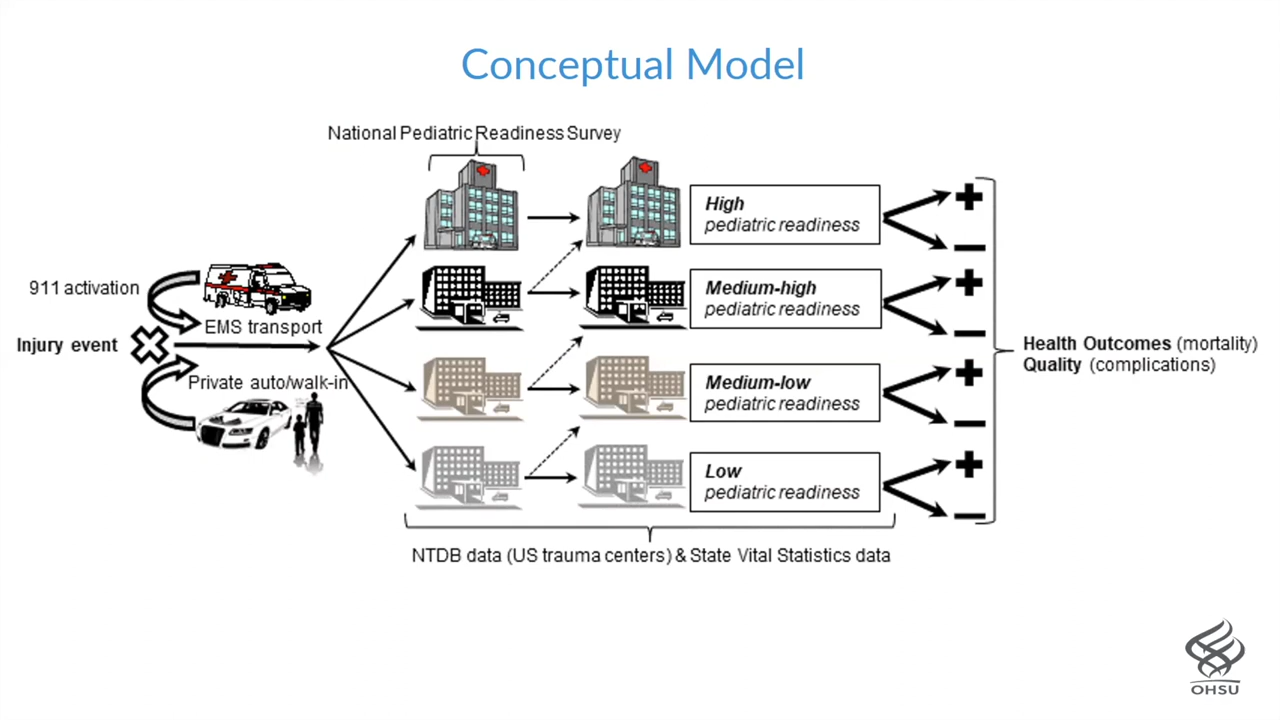 Conceptual Model
National Pediatric Readiness Survey
High
pediatric readiness
911 activation
EMS transport
Medium-high
pediatric readiness
Injury event
Health Outcomes (mortality)
Quality (complications)
Private auto/walk-in
Medium-low
pediatric readiness
Low
pediatric readiness
NTDB data (US trauma centers) & State Vital Statistics data
OHSU